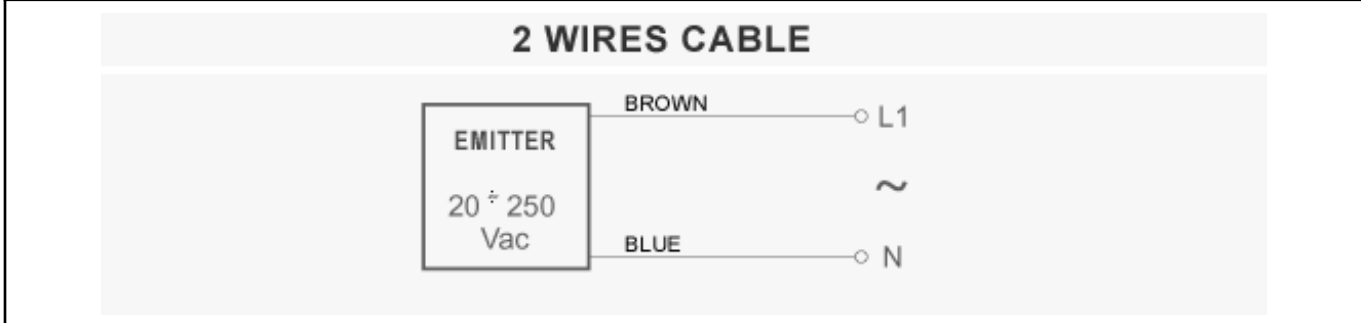 2 WIRES CABLE
BROWN
L1
EMITTER
~
20 ÷ 250
Vac
BLUE
N